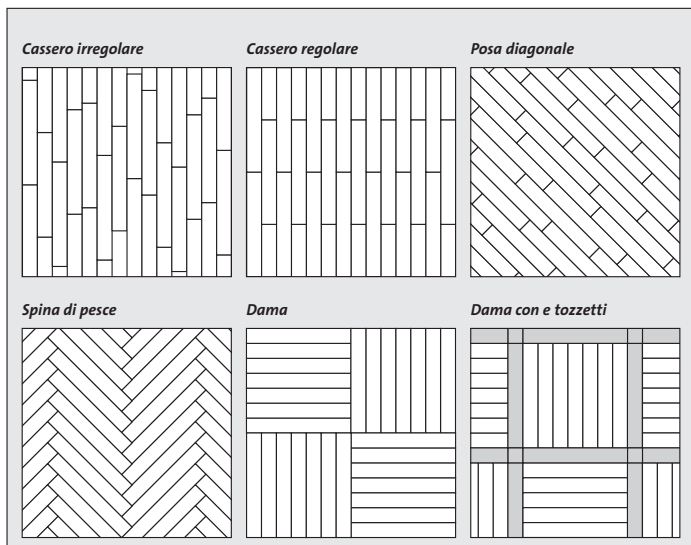 Cassero irregolare
Cassero regolare
Posa diagonale
Spina di pesce
Dama
Dama con e tozzetti